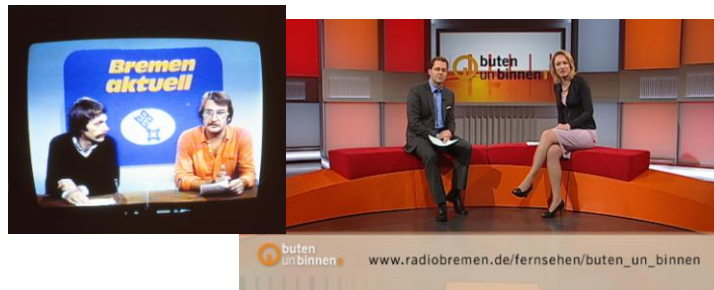 Bremen
aktuell
buten
un binnen
buten
un binnen
www.radiobremen.de/fernsehen/buten_un_binnen